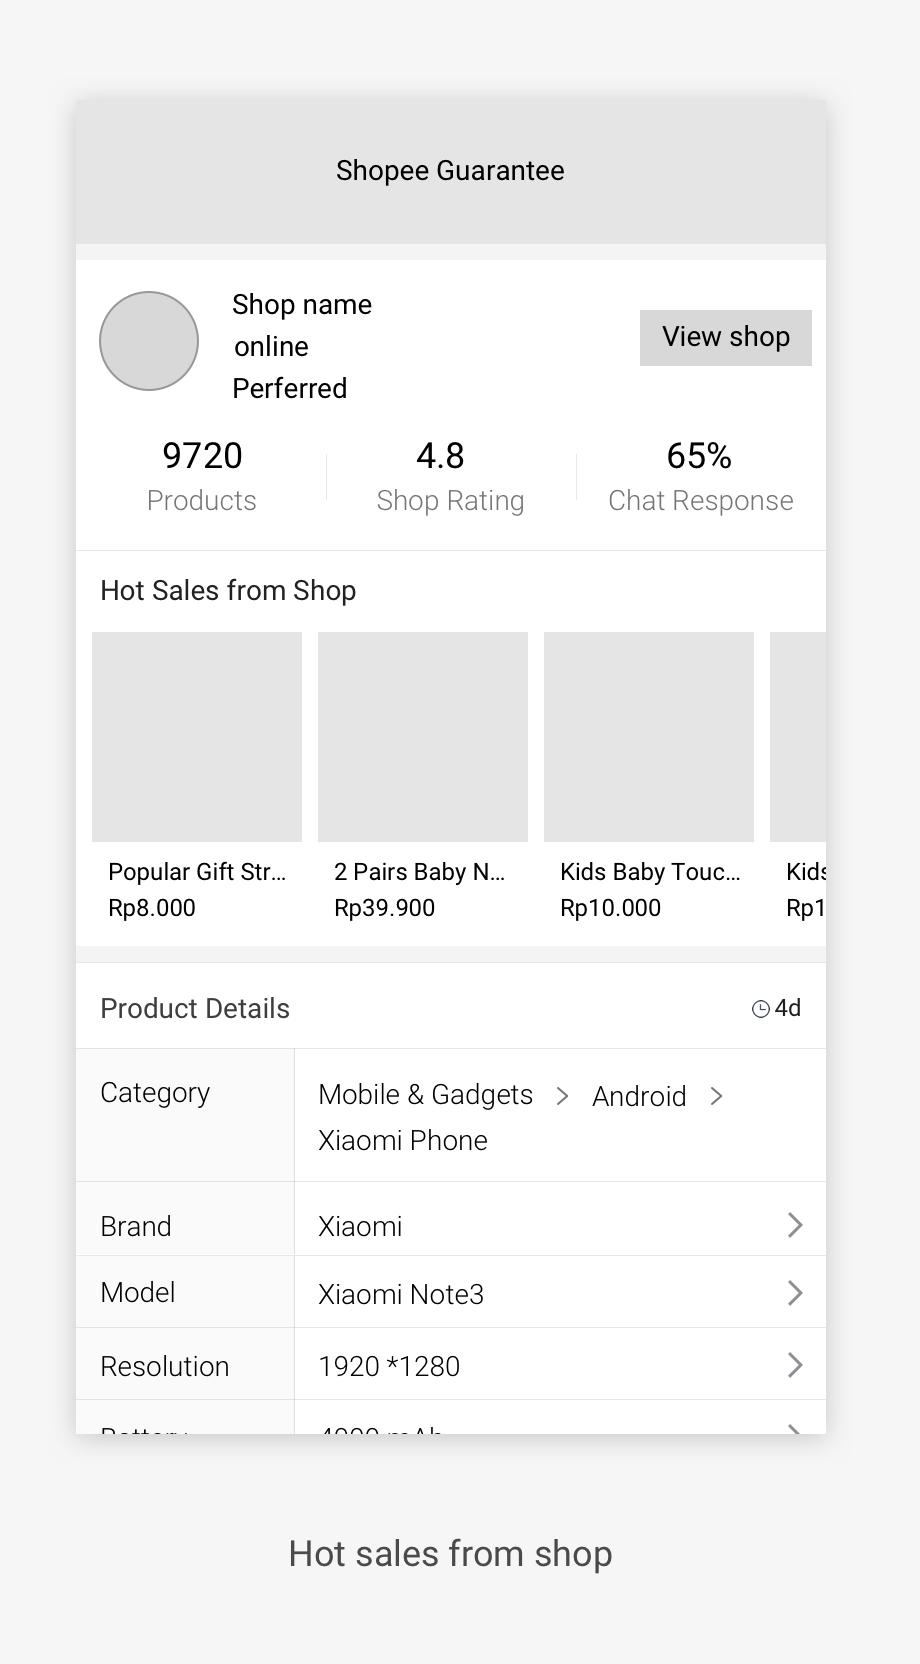 Shopee Guarantee
Shop name
online
Perferred
View shop
9720
Products
4.8
Shop Rating
65%
Chat Response
Hot Sales from Shop
Popular Gift Str...
Rp8.000
2 Pairs Baby N...
Rp39.900
Kids Baby Touc...
Rp10.000
Kids
Rp1
Product Details
4d
Category
Mobile & Gadgets > Android >
Xiaomi Phone
Brand
Xiaomi
Model
Xiaomi Note3
Resolution
1920 *1280
Battery
4000 mAh
Hot sales from shop